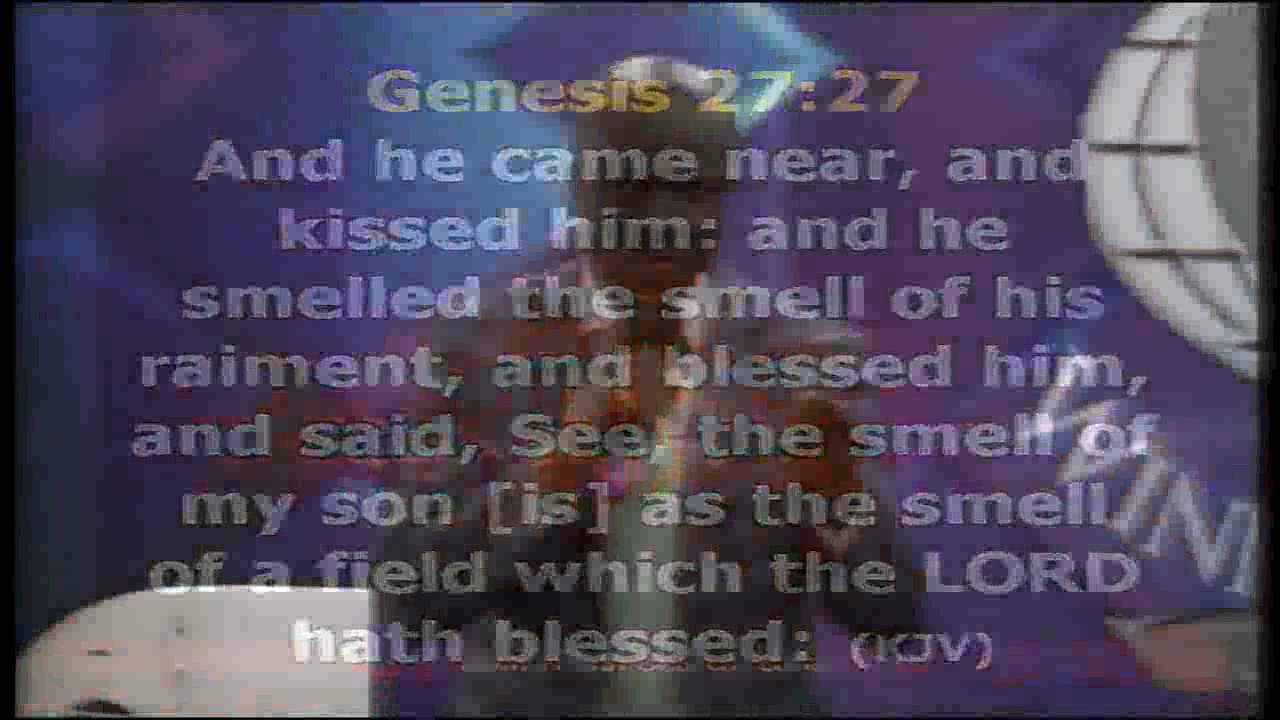 Genesis 27:27
And he came near, and
kissed him: and he
smelled the smell of his
raiment, and blessed him,
and said, See, the smell of
my son [is] as the smell
of a field which the LORD
hath blessed: (KJV)